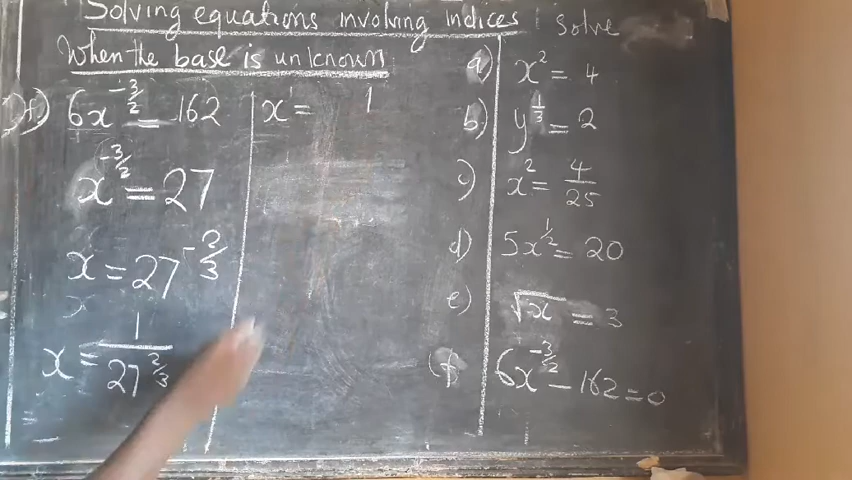 Solving equations involving indices
When the base is unknown
f) 6x^{-3/2} = 162
x^{-3/2} = 27
x = 27^{-2/3}
x = 1/27^{2/3}
x = 1
Solve
a) x² = 4
b) y^{1/3} = 2
c) x² = 4/25
d) 5x^{1/2} = 20
e) √x = 3
(f) 6x^{-3/2} - 162 = 0